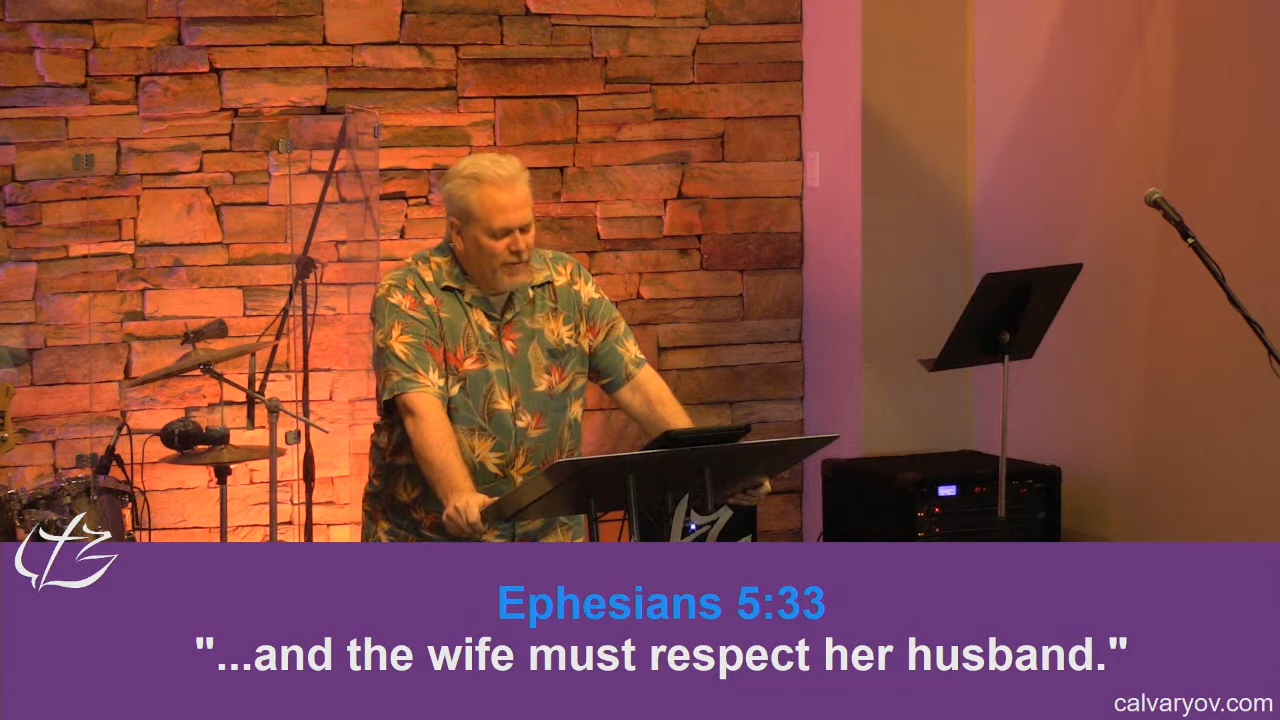 Ephesians 5:33
"...and the wife must respect her husband."
calvaryov.com